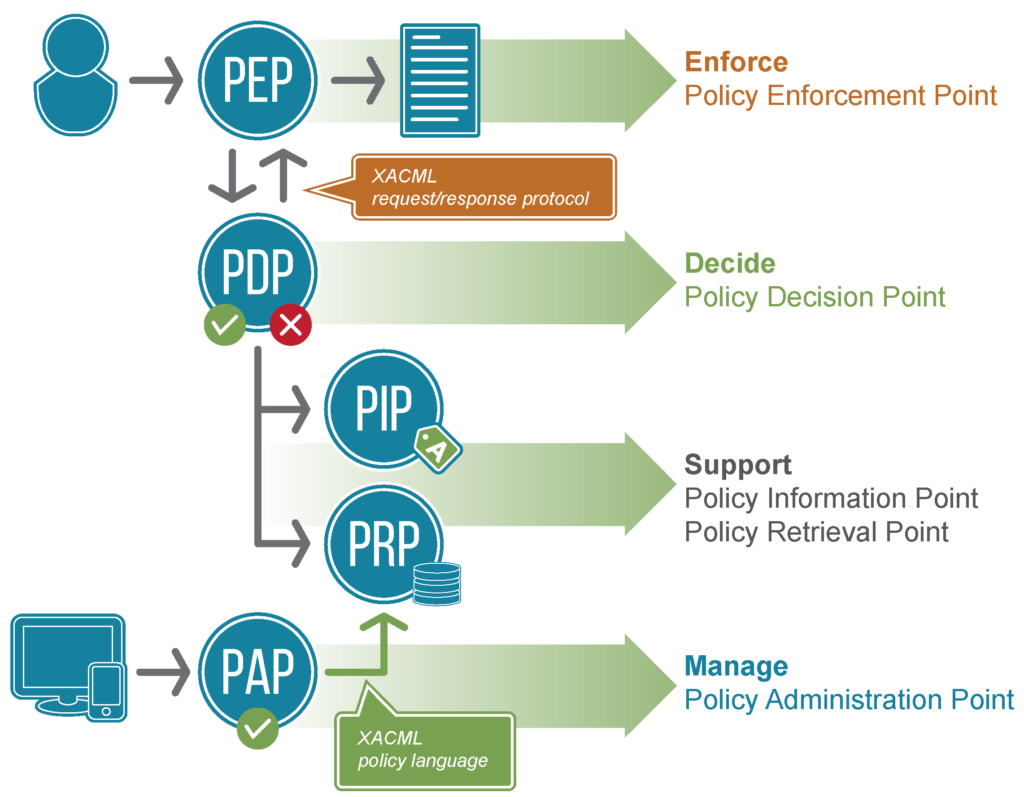 PEP
Enforce
Policy Enforcement Point
XACML
request/response protocol
PDP
Decide
Policy Decision Point
PIP
A
Support
Policy Information Point
Policy Retrieval Point
PRP
PAP
Manage
Policy Administration Point
XACML
policy language